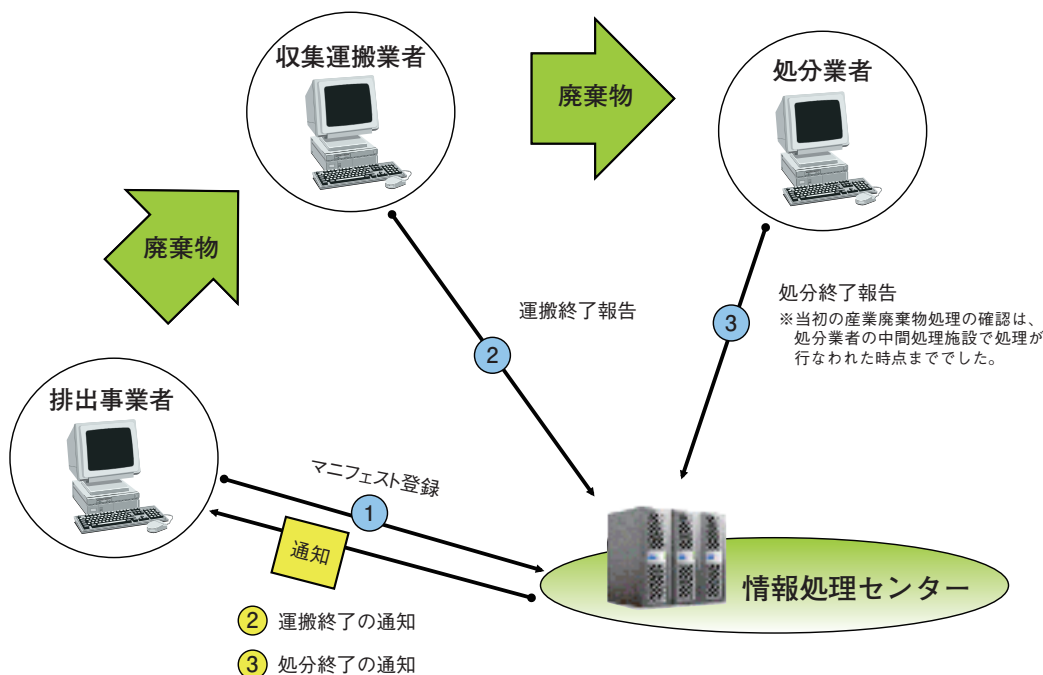 収集運搬業者
廃棄物
処分業者
廃棄物
運搬終了報告
2
3
処分終了報告
※当初の産業廃棄物処理の確認は、
処分業者の中間処理施設で処理が
行なわれた時点まででした。
排出事業者
マニフェスト登録
1
通知
情報処理センター
2 運搬終了の通知
3 処分終了の通知